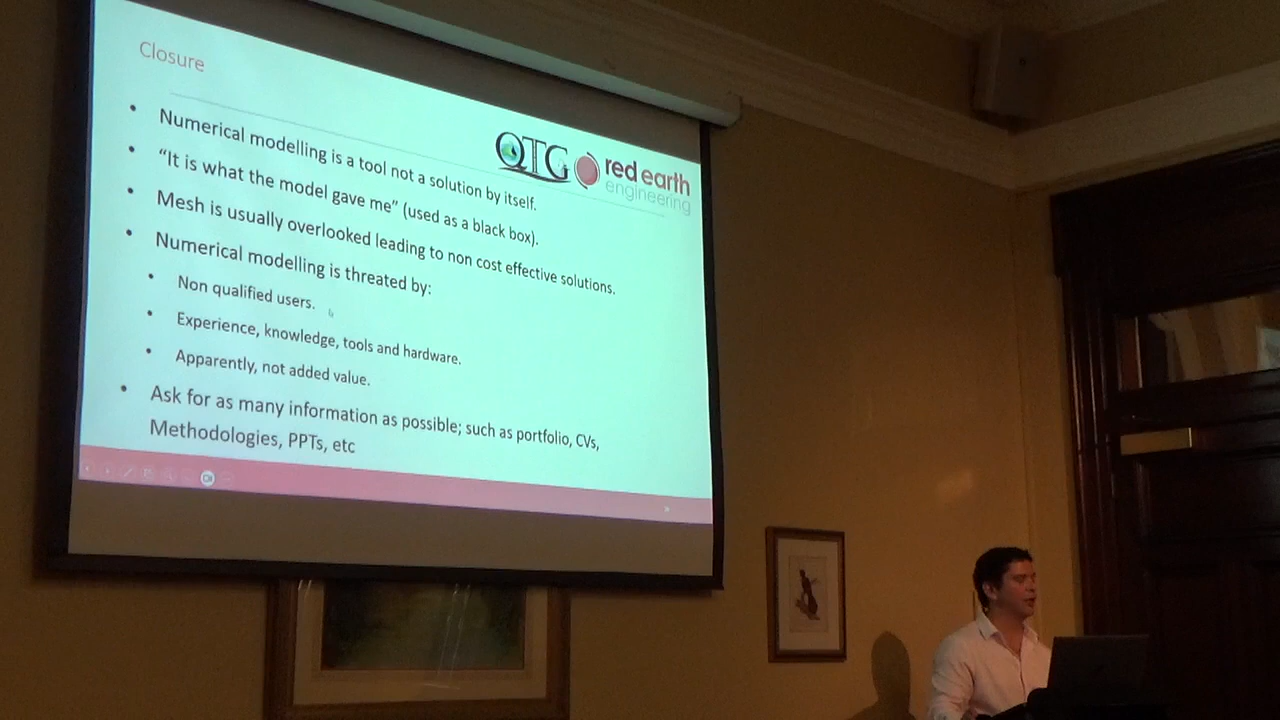 Closure
QTG red earth
engineering
Numerical modelling is a tool not a solution by itself.
“It is what the model gave me” (used as a black box).
Mesh is usually overlooked leading to non cost effective solutions.
Numerical modelling is threated by:
Non qualified users.
Experience, knowledge, tools and hardware.
Apparently, not added value.
Ask for as many information as possible; such as portfolio, CVs,
Methodologies, PPTs, etc